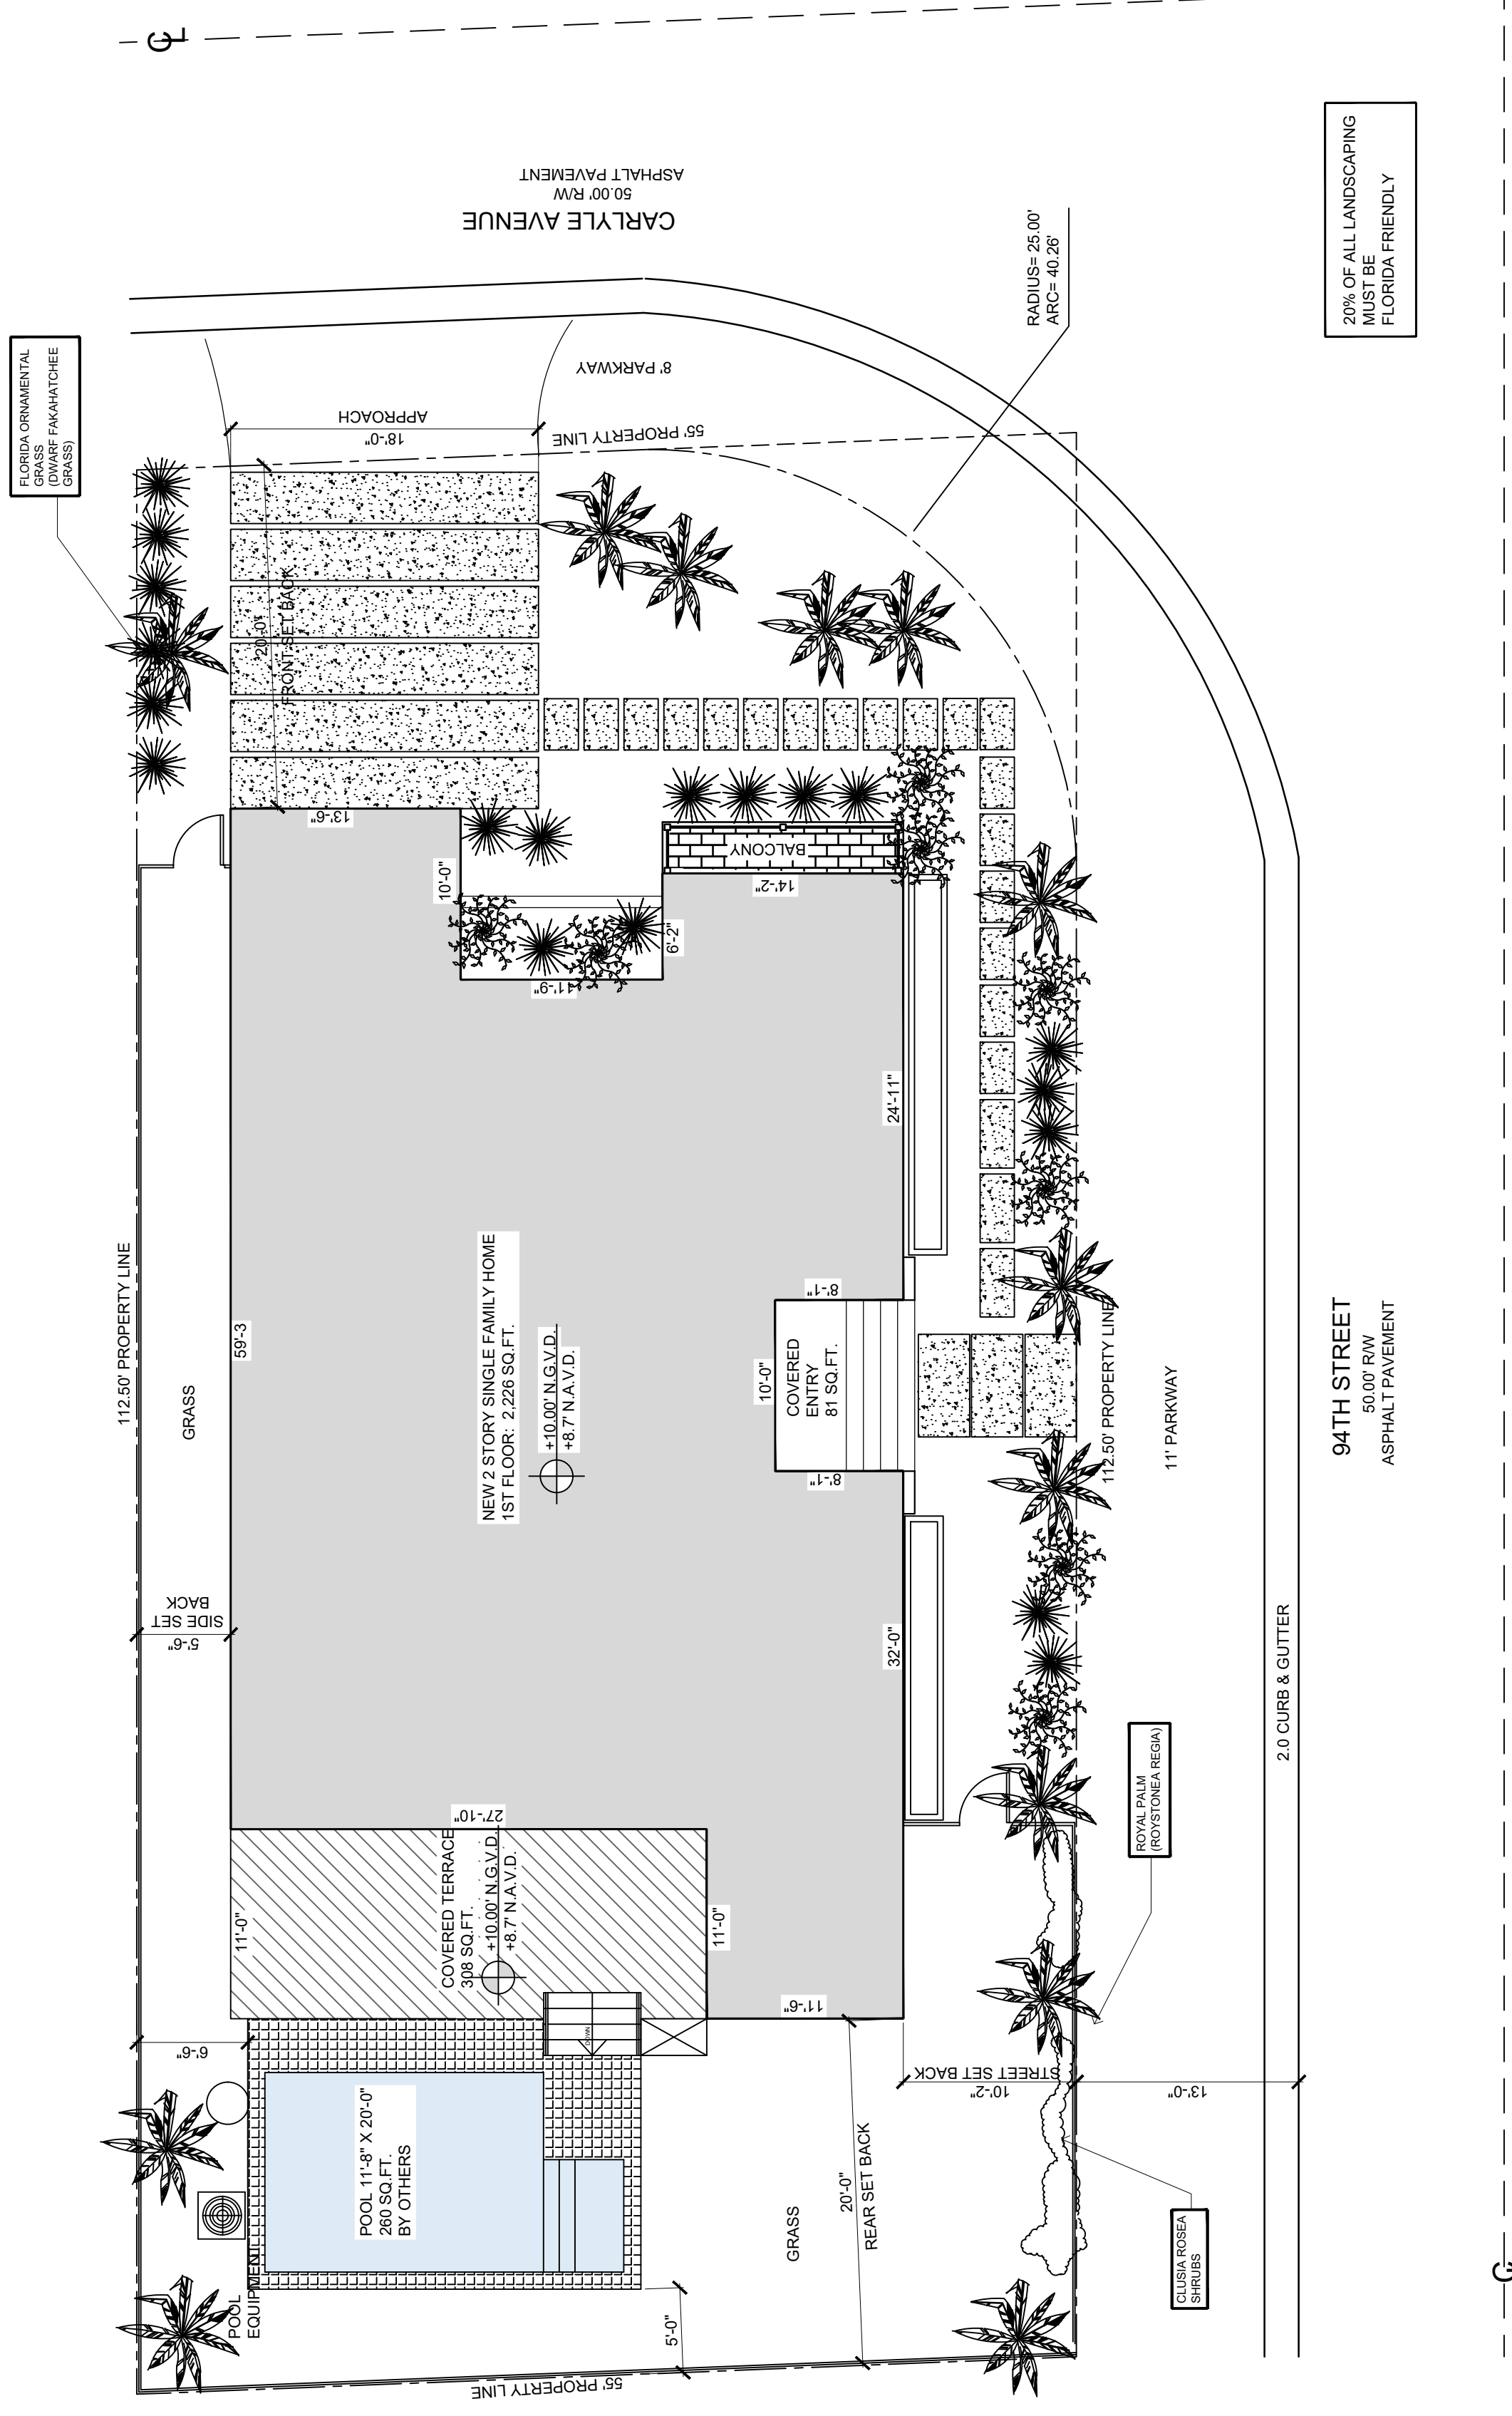 CL
CARLYLE AVENUE
50.00' R/W
ASPHALT PAVEMENT
20% OF ALL LANDSCAPING
MUST BE
FLORIDA FRIENDLY
RADIUS= 25.00'
ARC= 40.26'
8' PARKWAY
FLORIDA ORNAMENTAL
GRASS
(DWARF FAKAHATCHEE
GRASS)
18'-0"
APPROACH
55' PROPERTY LINE
20'-0"
FRONT SET BACK
13'-6"
10'-0"
11'-9"
6'-2"
BALCONY
14'-2"
24'-11"
112.50' PROPERTY LINE
59'-3
GRASS
NEW 2 STORY SINGLE FAMILY HOME
1ST FLOOR: 2,226 SQ.FT.
+10.00' N.G.V.D.
+8.7' N.A.V.D.
8'-1"
10'-0"
COVERED
ENTRY
81 SQ.FT.
8'-1"
112.50' PROPERTY LINE
11' PARKWAY
94TH STREET
50.00' R/W
ASPHALT PAVEMENT
5'-6"
SIDE SET
BACK
32'-0"
2.0 CURB & GUTTER
27'-10"
COVERED TERRACE
308 SQ.FT.
+10.00' N.G.V.D.
+8.7' N.A.V.D.
11'-0"
11'-0"
11'-6"
ROYAL PALM
(ROYSTONEA REGIA)
DOWN
6'-6"
10'-2"
STREET SET BACK
13'-0"
POOL 11'-8" X 20'-0"
260 SQ.FT.
BY OTHERS
20'-0"
REAR SET BACK
GRASS
POOL
EQUIPMENT
CLUSIA ROSEA
SHRUBS
5'-0"
55' PROPERTY LINE